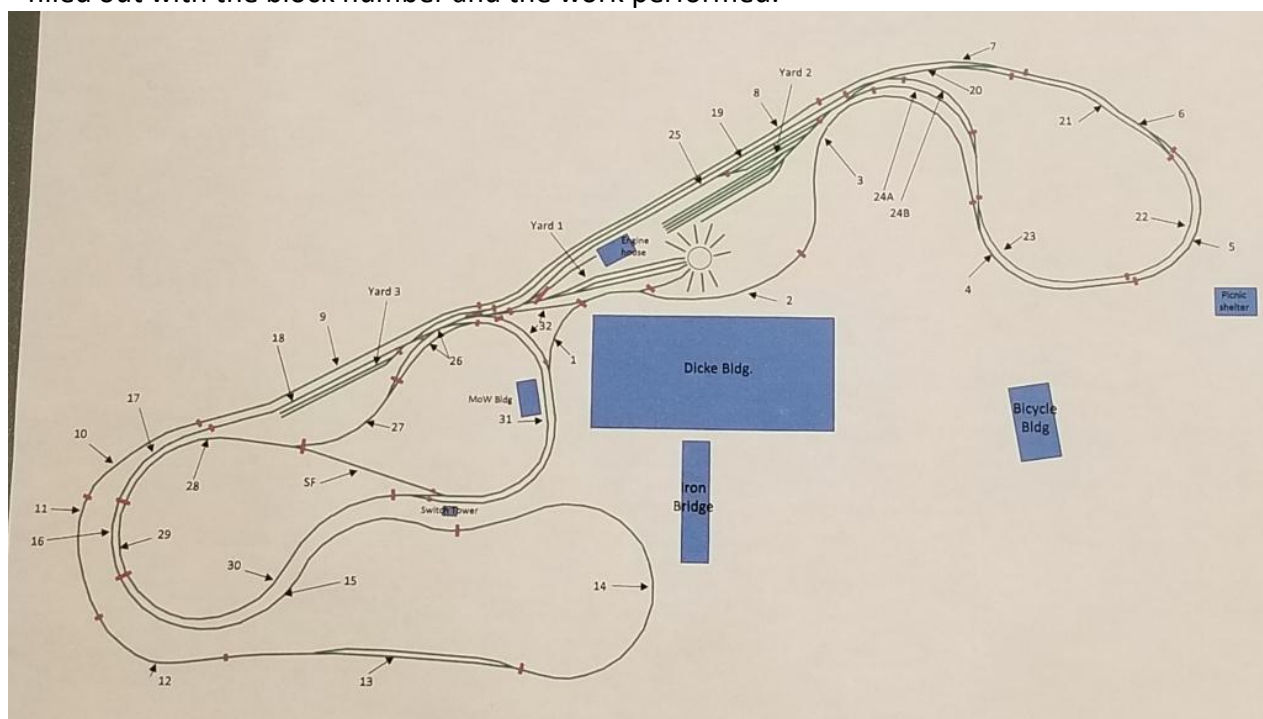 filled out with the block number and the work performed.
7
Yard 2
20
8
19
21
6
25
3
24A
24B
22
5
23
4
Yard 1
Engine
house
Picnic
shelter
2
Yard 3
9
32
18
26
1
Dicke Bldg.
MoW Bldg
17
31
Bicycle
Bldg
10
27
28
SF
Iron
Bridge
11
Switch Tower
16
29
30
15
14
12
13